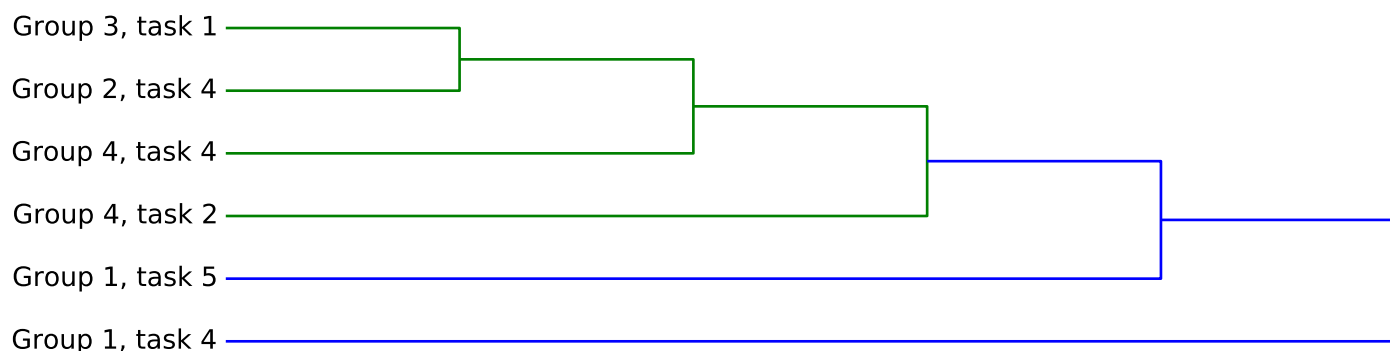 Group 3, task 1
Group 2, task 4
Group 4, task 4
Group 4, task 2
Group 1, task 5
Group 1, task 4